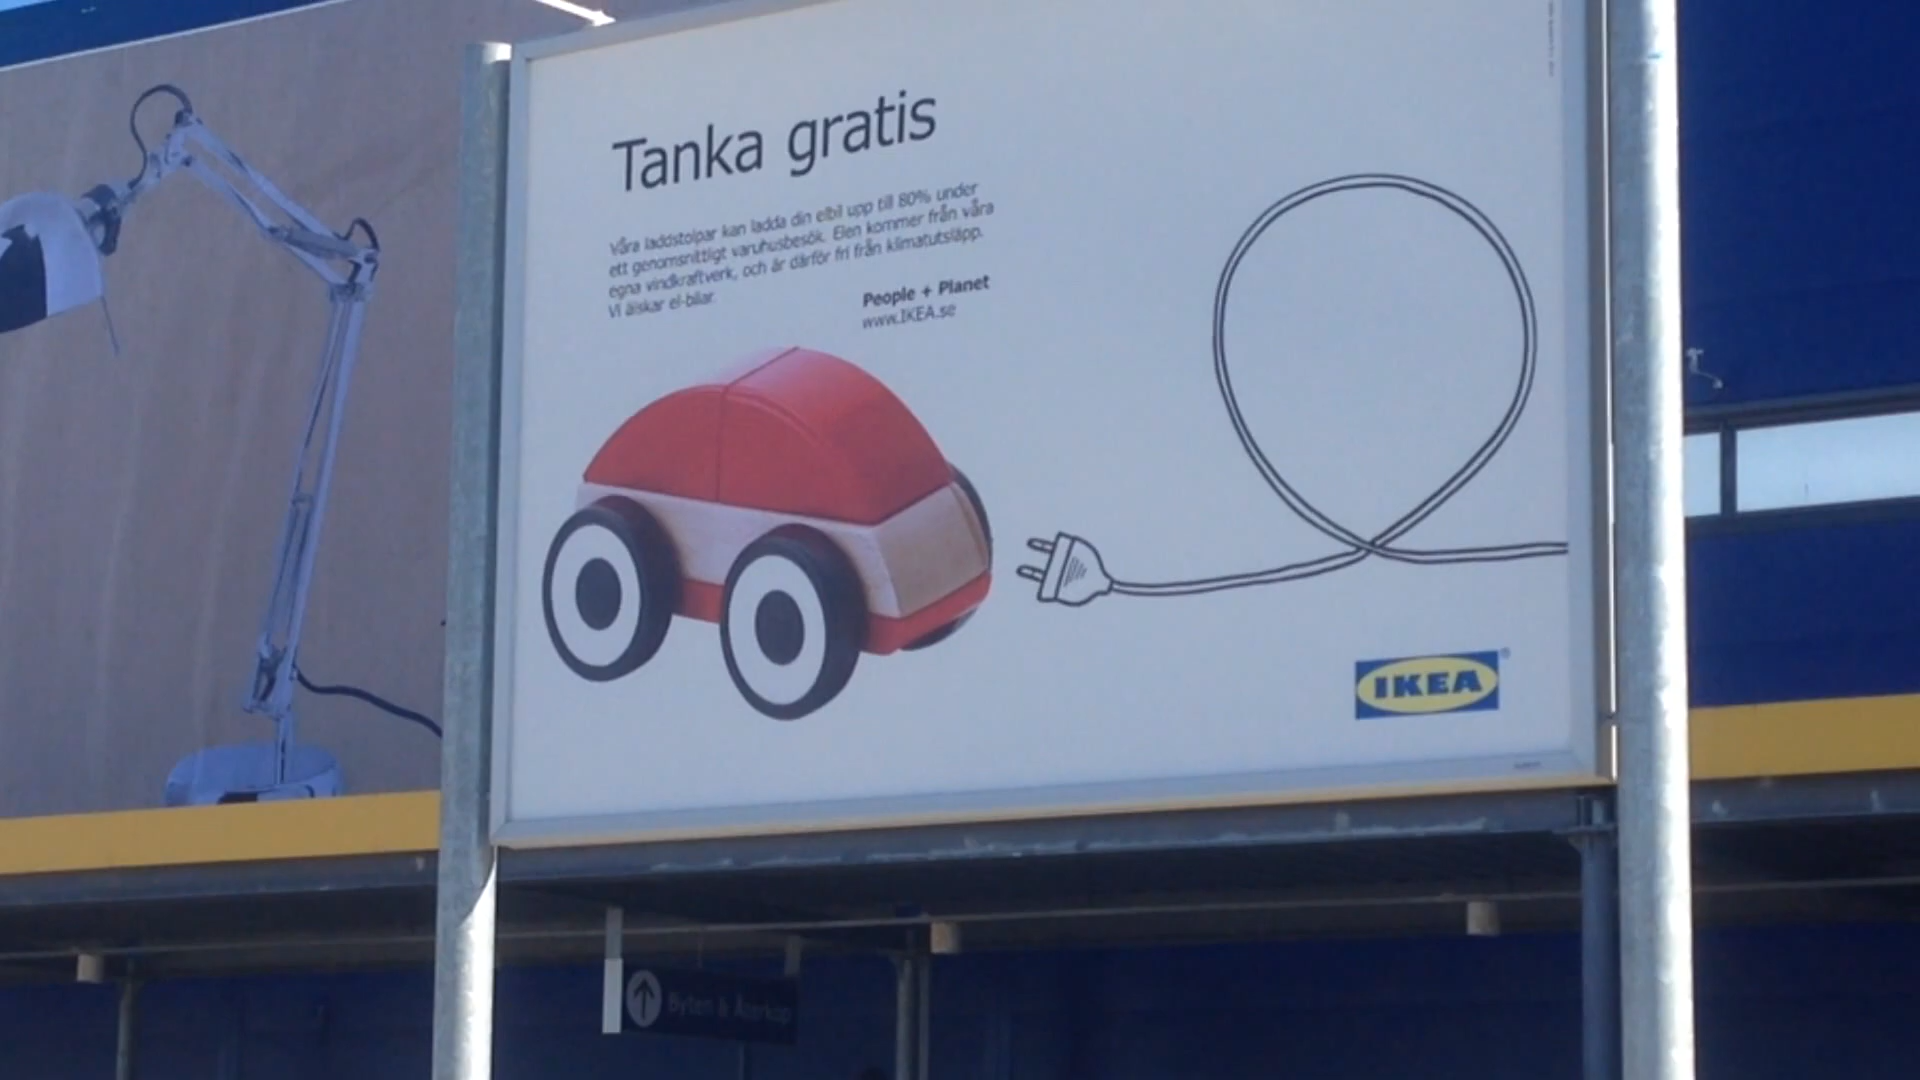 Tanka gratis
Våra laddstolpar kan ladda din elbil upp till 80% under
ett genomsnittligt varuhusbesök. Elen kommer från våra
egna vindkraftverk, och är därför fri från klimatutsläpp.
Vi älskar el-bilar.
People + Planet
www.IKEA.se
IKEA
Byten & Återköp